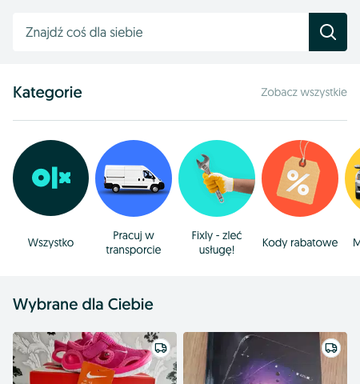 Znajdź coś dla siebie
Kategorie
Zobacz wszystkie
olx
%
Wszystko
Pracuj w
transporcie
Fixly - zleć
usługę!
Kody rabatowe
M
Wybrane dla Ciebie